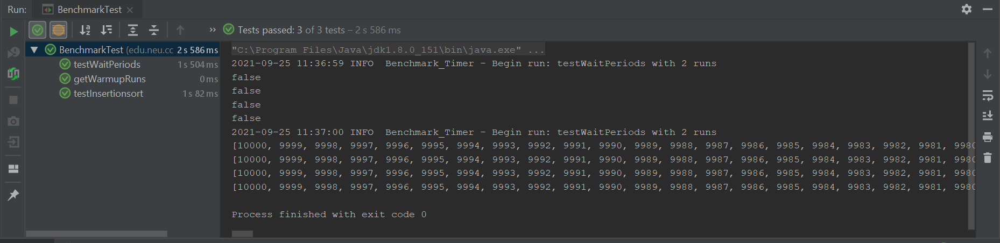 Run: BenchmarkTest
Tests passed: 3 of 3 tests – 2 s 586 ms
BenchmarkTest (edu.neu.cc 2 s 586 ms
testWaitPeriods 1 s 504 ms
getWarmupRuns 0 ms
testInsertionsort 1 s 82 ms
"C:\Program Files\Java\jdk1.8.0_151\bin\java.exe" ...
2021-09-25 11:36:59 INFO  Benchmark_Timer - Begin run: testWaitPeriods with 2 runs
false
false
false
false
2021-09-25 11:37:00 INFO  Benchmark_Timer - Begin run: testWaitPeriods with 2 runs
[10000, 9999, 9998, 9997, 9996, 9995, 9994, 9993, 9992, 9991, 9990, 9989, 9988, 9987, 9986, 9985, 9984, 9983, 9982, 9981, 9980
[10000, 9999, 9998, 9997, 9996, 9995, 9994, 9993, 9992, 9991, 9990, 9989, 9988, 9987, 9986, 9985, 9984, 9983, 9982, 9981, 9980
[10000, 9999, 9998, 9997, 9996, 9995, 9994, 9993, 9992, 9991, 9990, 9989, 9988, 9987, 9986, 9985, 9984, 9983, 9982, 9981, 9980
[10000, 9999, 9998, 9997, 9996, 9995, 9994, 9993, 9992, 9991, 9990, 9989, 9988, 9987, 9986, 9985, 9984, 9983, 9982, 9981, 9980
Process finished with exit code 0